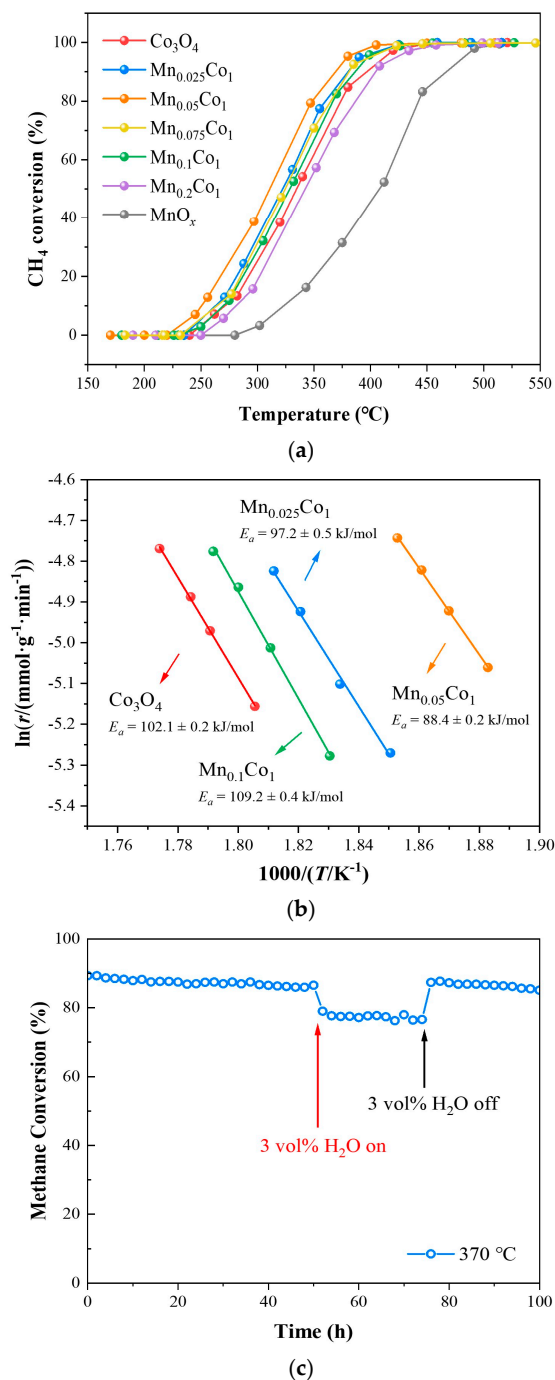 100
80
60
40
20
0
CH₄ conversion (%)
Co₃O₄
Mn₀.₀₂₅Co₁
Mn₀.₀₅Co₁
Mn₀.₀₇₅Co₁
Mn₀.₁Co₁
Mn₀.₂Co₁
MnOₓ
150 200 250 300 350 400 450 500 550
Temperature (℃)
(a)
-4.6
-4.7
-4.8
-4.9
-5.0
-5.1
-5.2
-5.3
-5.4
ln(r/(mmol·g⁻¹·min⁻¹))
Mn₀.₀₂₅Co₁
Eₐ = 97.2 ± 0.5 kJ/mol
Co₃O₄
Eₐ = 102.1 ± 0.2 kJ/mol
Mn₀.₀₅Co₁
Eₐ = 88.4 ± 0.2 kJ/mol
Mn₀.₁Co₁
Eₐ = 109.2 ± 0.4 kJ/mol
1.76 1.78 1.80 1.82 1.84 1.86 1.88 1.90
1000/(T/K⁻¹)
(b)
100
80
60
40
20
0
Methane Conversion (%)
3 vol% H₂O off
3 vol% H₂O on
370 ℃
0 20 40 60 80 100
Time (h)
(c)